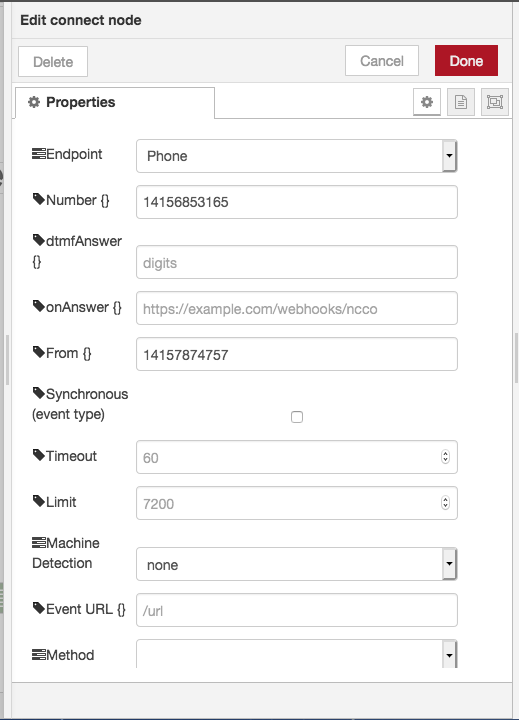 Edit connect node
Delete Cancel Done
Properties
Endpoint Phone
Number {} 14156853165
dtmfAnswer
{} digits
onAnswer {} https://example.com/webhooks/ncco
From {} 14157874757
Synchronous
(event type)
Timeout 60
Limit 7200
Machine
Detection none
Event URL {} /url
Method